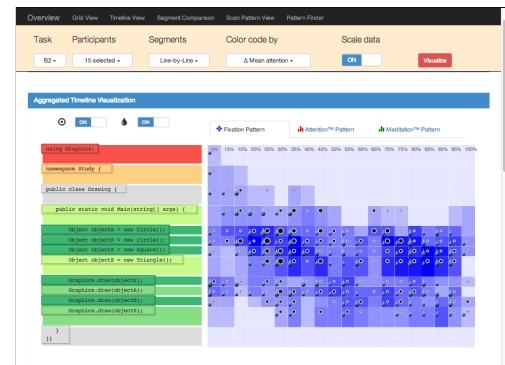 Overview Grid View Timeline View Segment Comparison Scan Pattern View Pattern Finder
Task Participants Segments Color code by Scale data
B2 15 selected Line-by-Line Δ Mean attention ON Visualize
Aggregated Timeline Visualization
ON ON
Fixation Pattern Attention™ Pattern Meditation™ Pattern
5% 10% 15% 20% 25% 30% 35% 40% 45% 50% 55% 60% 65% 70% 75% 80% 85% 90% 95% 100%
using Graphics;
namespace Study {
public class Drawing {
public static void Main(string[] args) {
Object objectA = new Circle();
Object objectX = new Circle();
Object objectE = new Square();
Object objectB = new Triangle();
Graphics.draw(objectX);
Graphics.draw(objectA);
Graphics.draw(objectB);
Graphics.draw(objectE);
}
}}